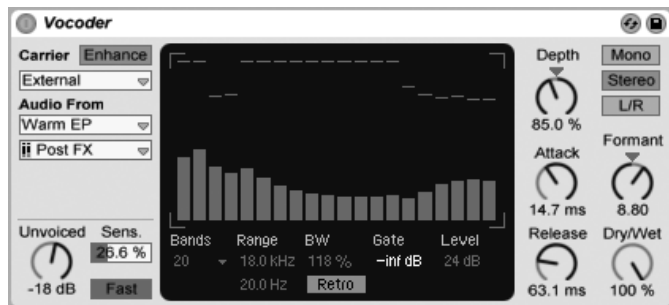 Vocoder
Carrier Enhance
External
Audio From
Warm EP
Post FX
Unvoiced Sens.
-18 dB
26.6 %
Fast
Bands Range BW Gate Level
20 18.0 kHz 118 % -inf dB 24 dB
20.0 Hz Retro
Depth
85.0 %
Attack
14.7 ms
Release
63.1 ms
Mono
Stereo
L/R
Formant
8.80
Dry/Wet
100 %